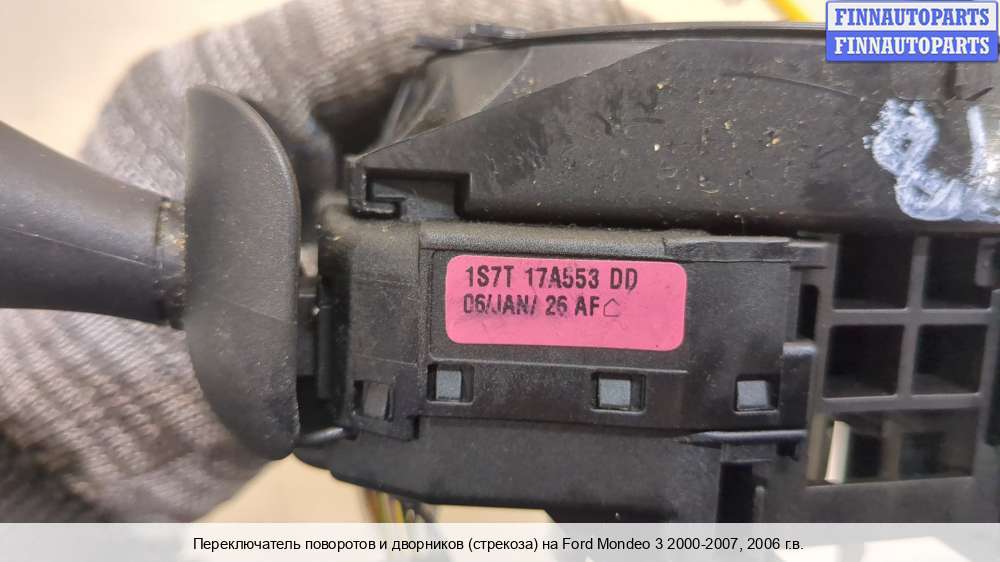 FINNAUTOPARTS
FINNAUTOPARTS
1S7T 17A553 DD
06/JAN/ 26 AF
Переключатель поворотов и дворников (стрекоза) на Ford Mondeo 3 2000-2007, 2006 г.в.